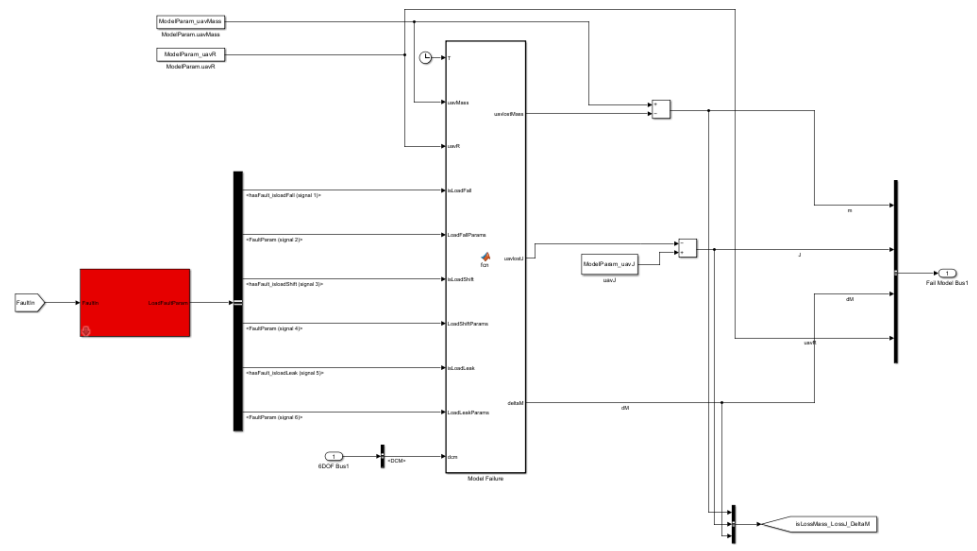 ModelParam_uavMass
ModelParam.uavMass
ModelParam_uavR
ModelParam.uavR
T
uavMass
uavlostMass
+
−
uavR
<hasFault_isloadFall (signal 1)>
isLoadFall
m
<FaultParam (signal 2)>
LoadFallParams
−
+
J
fcn
uavlostJ
ModelParam_uavJ
uavJ
<hasFault_isloadShift (signal 3)>
isLoadShift
1
Fail Model Bus1
FaultIn
FaultIn
LoadFaultParam
dM
<FaultParam (signal 4)>
LoadShiftParams
uavR
<hasFault_isloadLeak (signal 5)>
isLoadLeak
<FaultParam (signal 6)>
LoadLeakParams
deltaM
dM
1
6DOF Bus1
<DCM>
dcm
Model Failure
isLossMass_LossJ_DeltaM